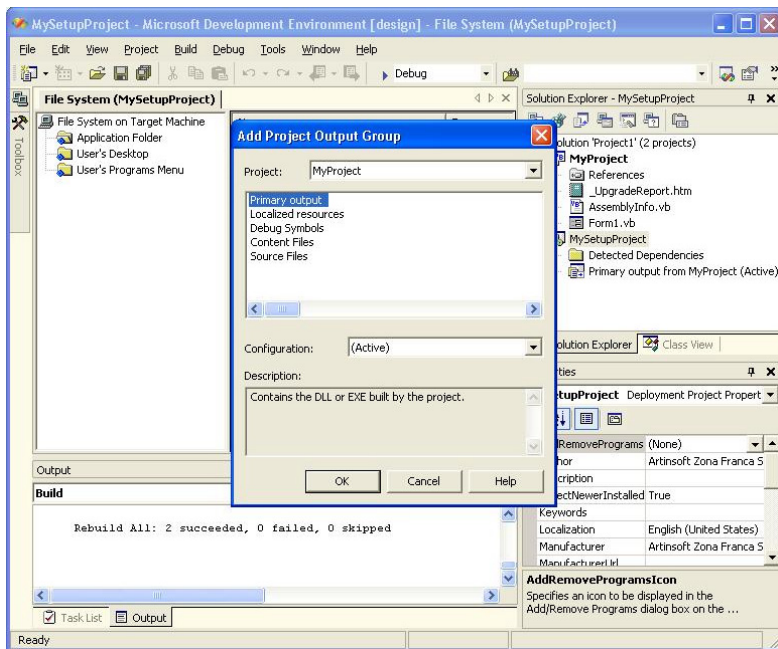 MySetupProject - Microsoft Development Environment [design] - File System (MySetupProject)
File Edit View Project Build Debug Tools Window Help
Debug
File System (MySetupProject)
File System on Target Machine
Application Folder
User's Desktop
User's Programs Menu
Toolbox
Add Project Output Group
Project: MyProject
Primary output
Localized resources
Debug Symbols
Content Files
Source Files
Configuration: (Active)
Description:
Contains the DLL or EXE built by the project.
OK Cancel Help
Solution Explorer - MySetupProject
olution 'Project1' (2 projects)
MyProject
References
_UpgradeReport.htm
AssemblyInfo.vb
Form1.vb
MySetupProject
Detected Dependencies
Primary output from MyProject (Active)
olution Explorer Class View
ties
tupProject Deployment Project Propert
RemovePrograms (None)
hor Artinsoft Zona Franca S
cription
ectNewerInstalled True
Keywords
Localization English (United States)
Manufacturer Artinsoft Zona Franca S
ManufacturerUrl
AddRemoveProgramsIcon
Specifies an icon to be displayed in the
Add/Remove Programs dialog box on the ...
Output
Build
Rebuild All: 2 succeeded, 0 failed, 0 skipped
Task List Output
Ready